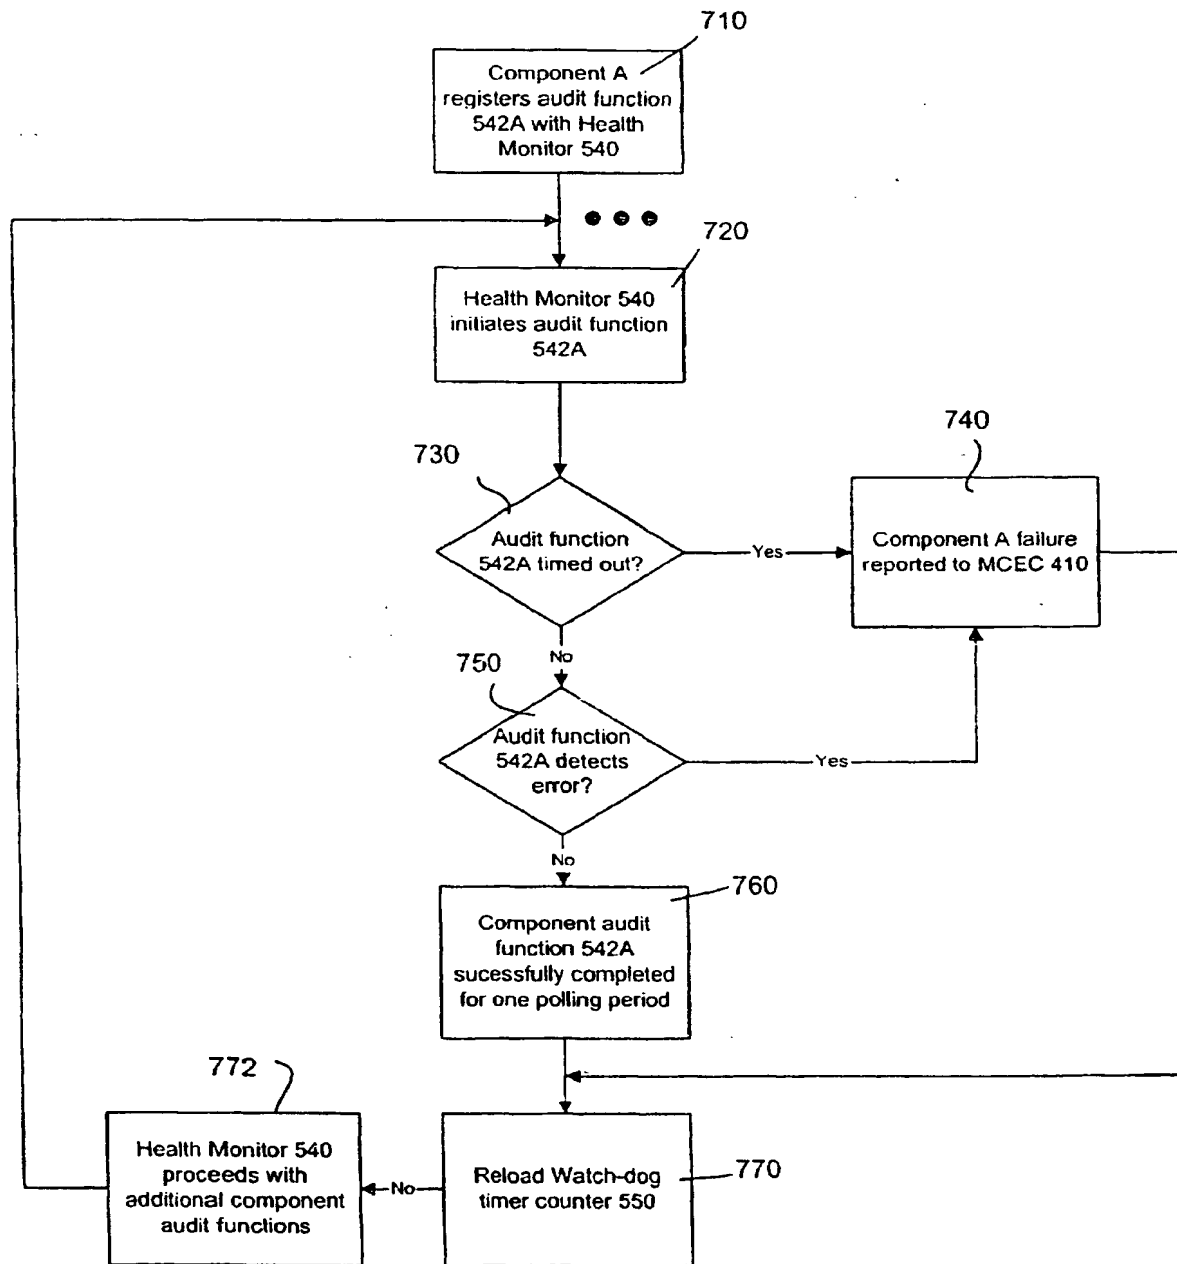 710
Component A
registers audit function
542A with Health
Monitor 540
720
Health Monitor 540
initiates audit function
542A
730
Audit function
542A timed out?
Yes
740
Component A failure
reported to MCEC 410
No
750
Audit function
542A detects
error?
Yes
No
760
Component audit
function 542A
sucessfully completed
for one polling period
772
Health Monitor 540
proceeds with
additional component
audit functions
No
770
Reload Watch-dog
timer counter 550